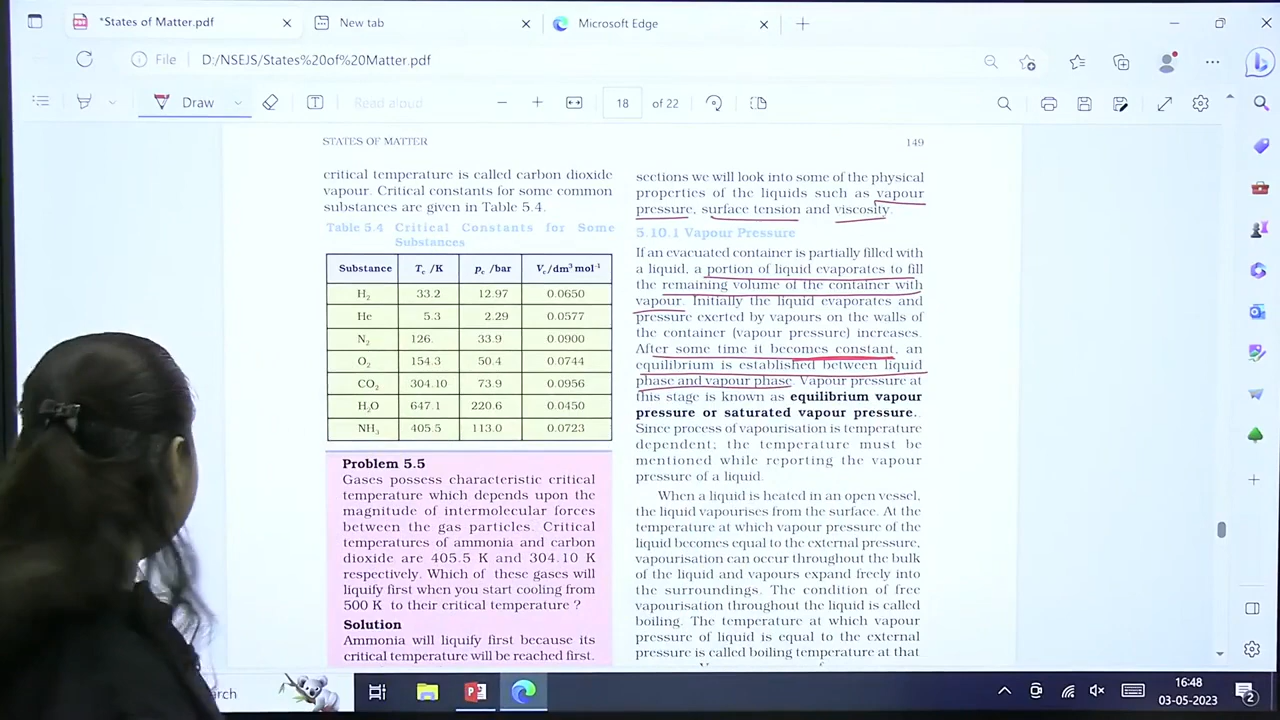 *States of Matter.pdf
New tab
Microsoft Edge
File D:/NSEJS/States%20of%20Matter.pdf
Draw
Read aloud
18 of 22
STATES OF MATTER
149
critical temperature is called carbon dioxide
vapour. Critical constants for some common
substances are given in Table 5.4.
Table 5.4 Critical Constants for Some
Substances
Substance Tc /K pc /bar Vc/dm³ mol⁻¹
H₂ 33.2 12.97 0.0650
He 5.3 2.29 0.0577
N₂ 126. 33.9 0.0900
O₂ 154.3 50.4 0.0744
CO₂ 304.10 73.9 0.0956
H₂O 647.1 220.6 0.0450
NH₃ 405.5 113.0 0.0723
Problem 5.5
Gases possess characteristic critical
temperature which depends upon the
magnitude of intermolecular forces
between the gas particles. Critical
temperatures of ammonia and carbon
dioxide are 405.5 K and 304.10 K
respectively. Which of these gases will
liquify first when you start cooling from
500 K to their critical temperature ?
Solution
Ammonia will liquify first because its
critical temperature will be reached first.
sections we will look into some of the physical
properties of the liquids such as vapour
pressure, surface tension and viscosity.
5.10.1 Vapour Pressure
If an evacuated container is partially filled with
a liquid, a portion of liquid evaporates to fill
the remaining volume of the container with
vapour. Initially the liquid evaporates and
pressure exerted by vapours on the walls of
the container (vapour pressure) increases.
After some time it becomes constant, an
equilibrium is established between liquid
phase and vapour phase. Vapour pressure at
this stage is known as equilibrium vapour
pressure or saturated vapour pressure..
Since process of vapourisation is temperature
dependent; the temperature must be
mentioned while reporting the vapour
pressure of a liquid.
When a liquid is heated in an open vessel,
the liquid vapourises from the surface. At the
temperature at which vapour pressure of the
liquid becomes equal to the external pressure,
vapourisation can occur throughout the bulk
of the liquid and vapours expand freely into
the surroundings. The condition of free
vapourisation throughout the liquid is called
boiling. The temperature at which vapour
pressure of liquid is equal to the external
pressure is called boiling temperature at that
arch
16:48
03-05-2023
2